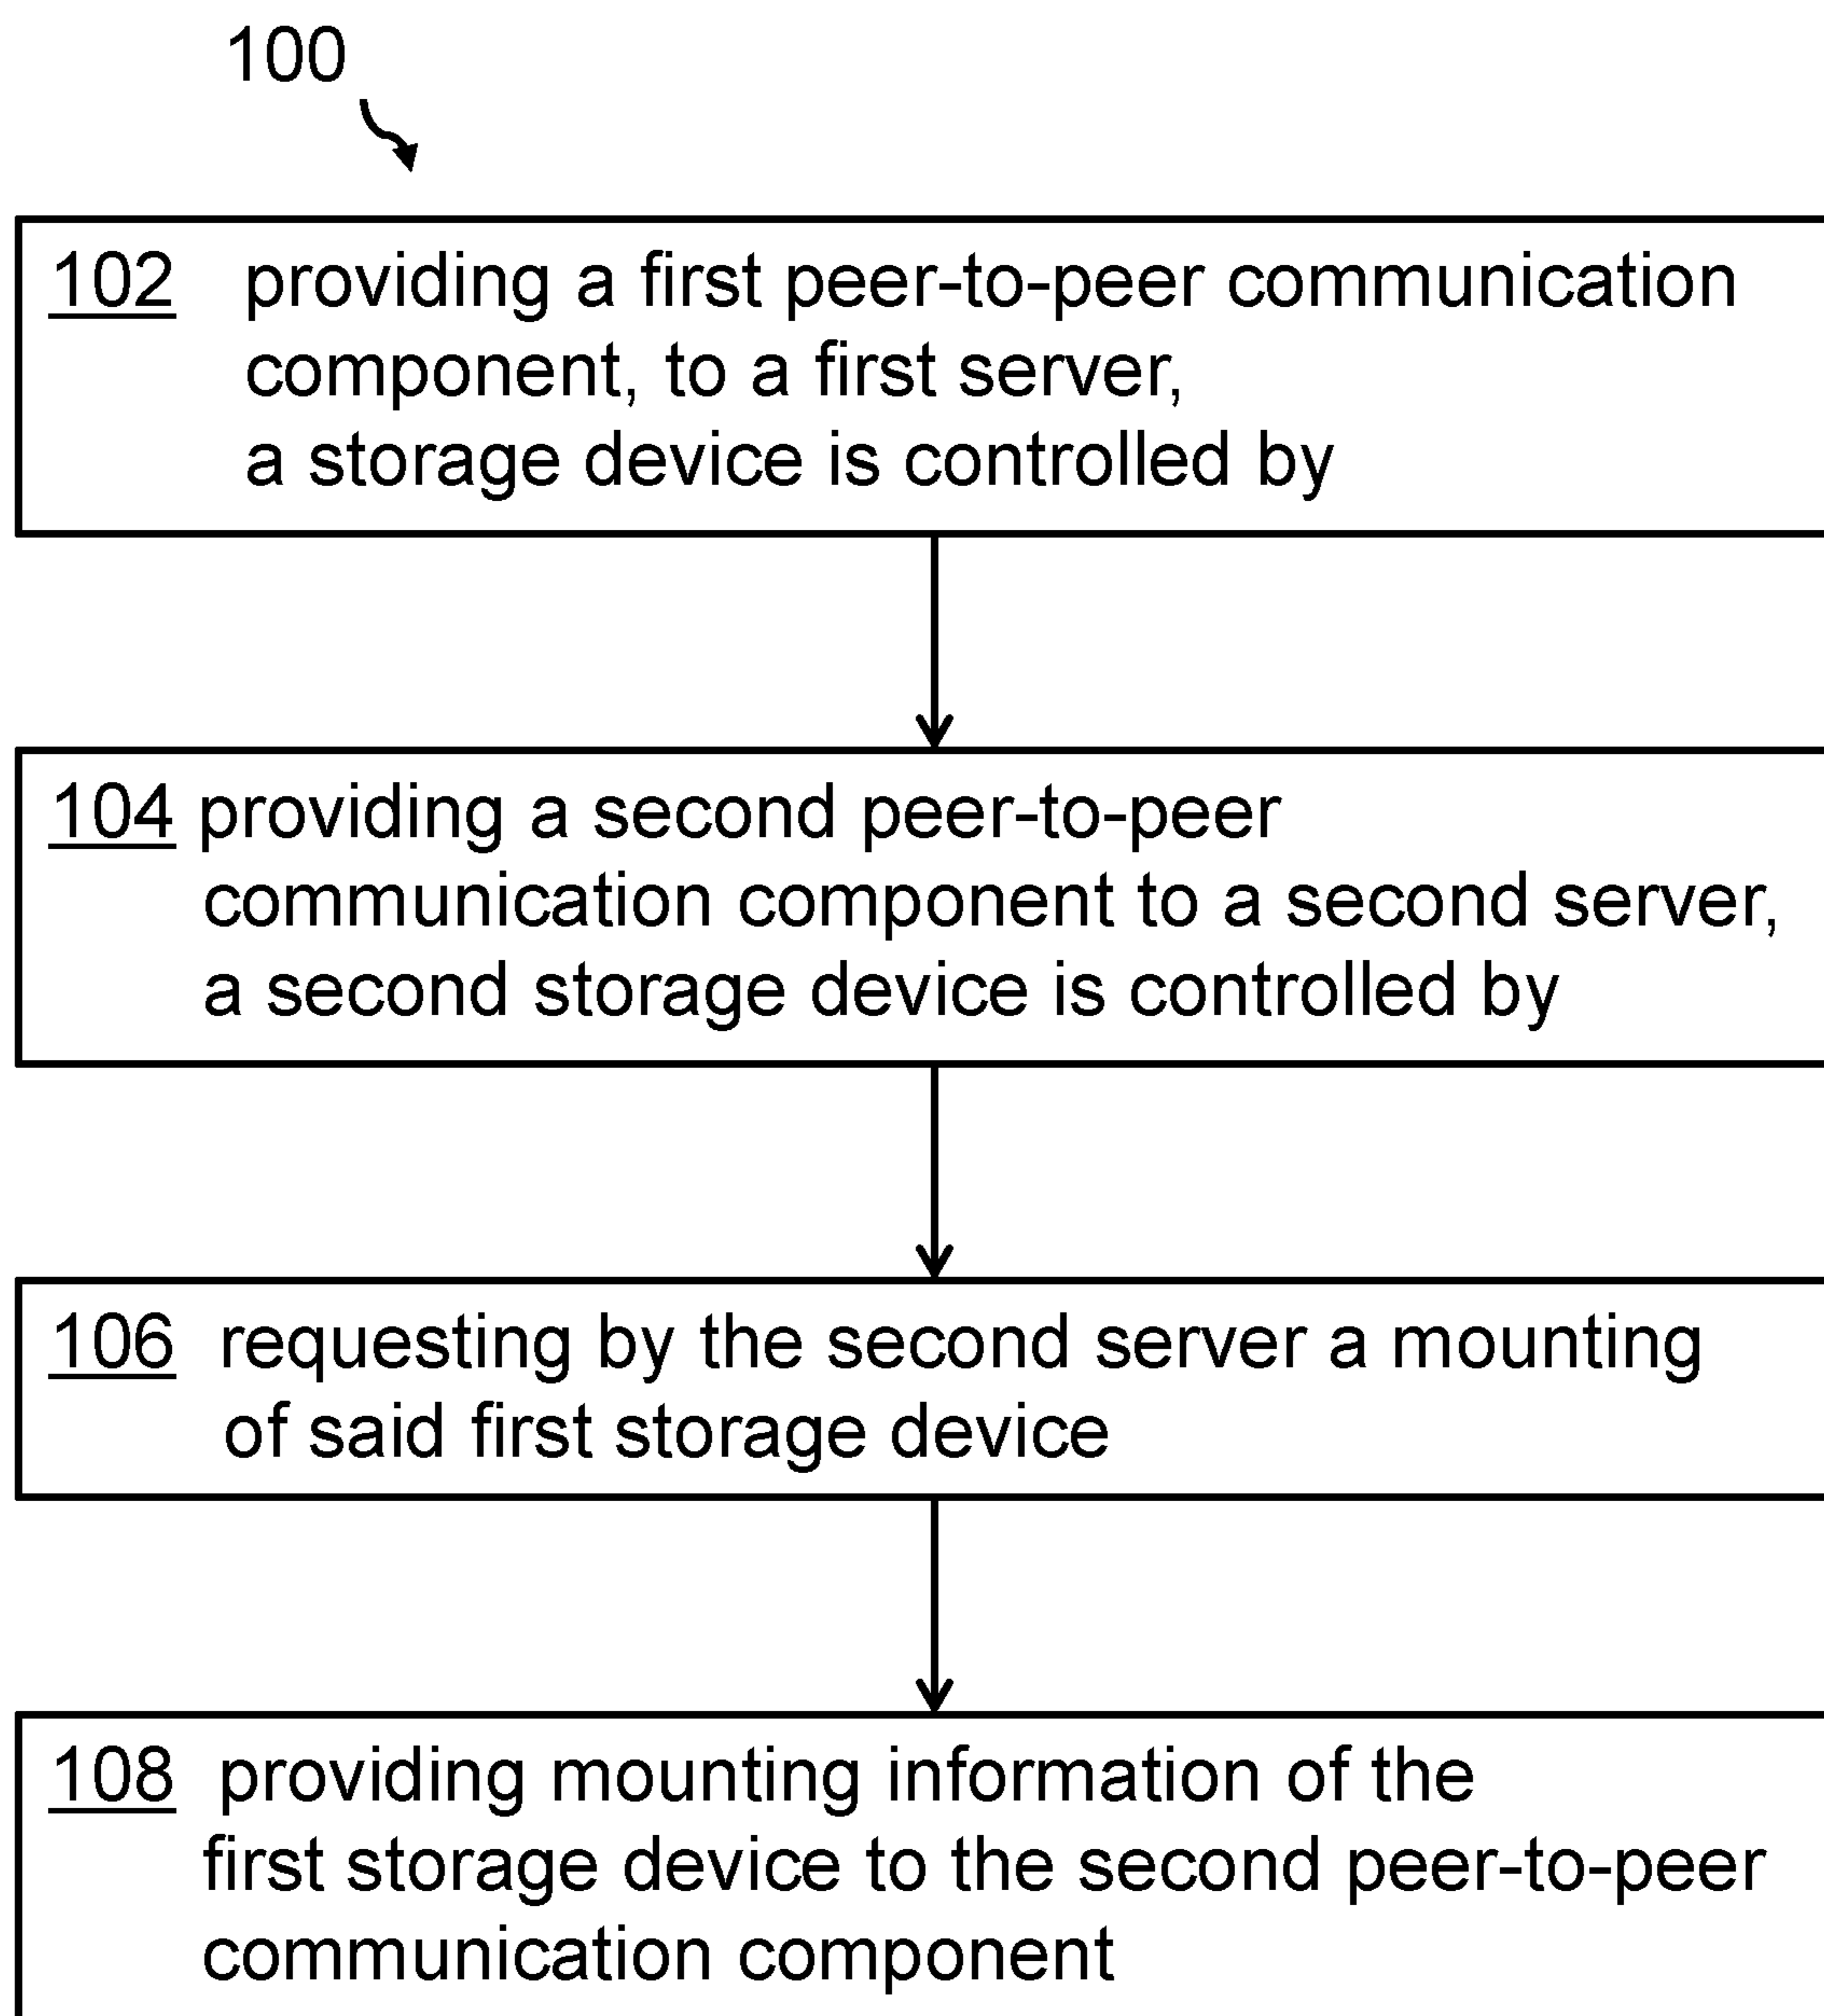 100
102 providing a first peer-to-peer communication
component, to a first server,
a storage device is controlled by
104 providing a second peer-to-peer
communication component to a second server,
a second storage device is controlled by
106 requesting by the second server a mounting
of said first storage device
108 providing mounting information of the
first storage device to the second peer-to-peer
communication component